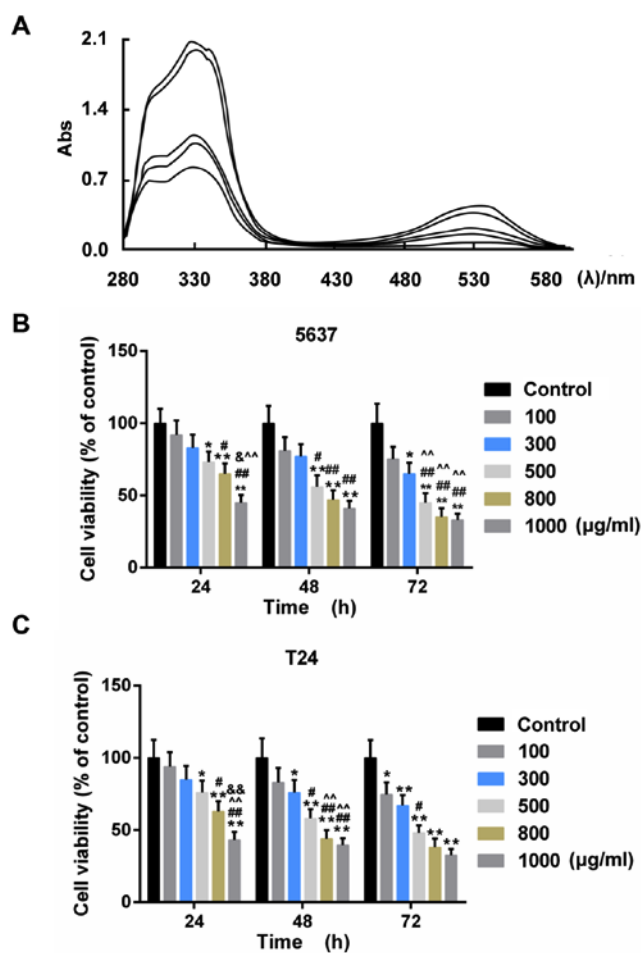 A
2.1
1.4
0.7
0.0
Abs
280 330 380 430 480 530 580 (λ)/nm
B
5637
150
100
50
0
Cell viability (% of control)
* # ** & ^^ ## **
# ** ## ** ## **
* ^^ ## ** ^^ ## ** ^^ ## **
24 48 72
Time (h)
Control
100
300
500
800
1000 (μg/ml)
C
T24
150
100
50
0
Cell viability (% of control)
* # ** && ^^ ## **
* # ** ^^ ## ** ^^ ## **
* ** # ** ** **
24 48 72
Time (h)
Control
100
300
500
800
1000 (μg/ml)